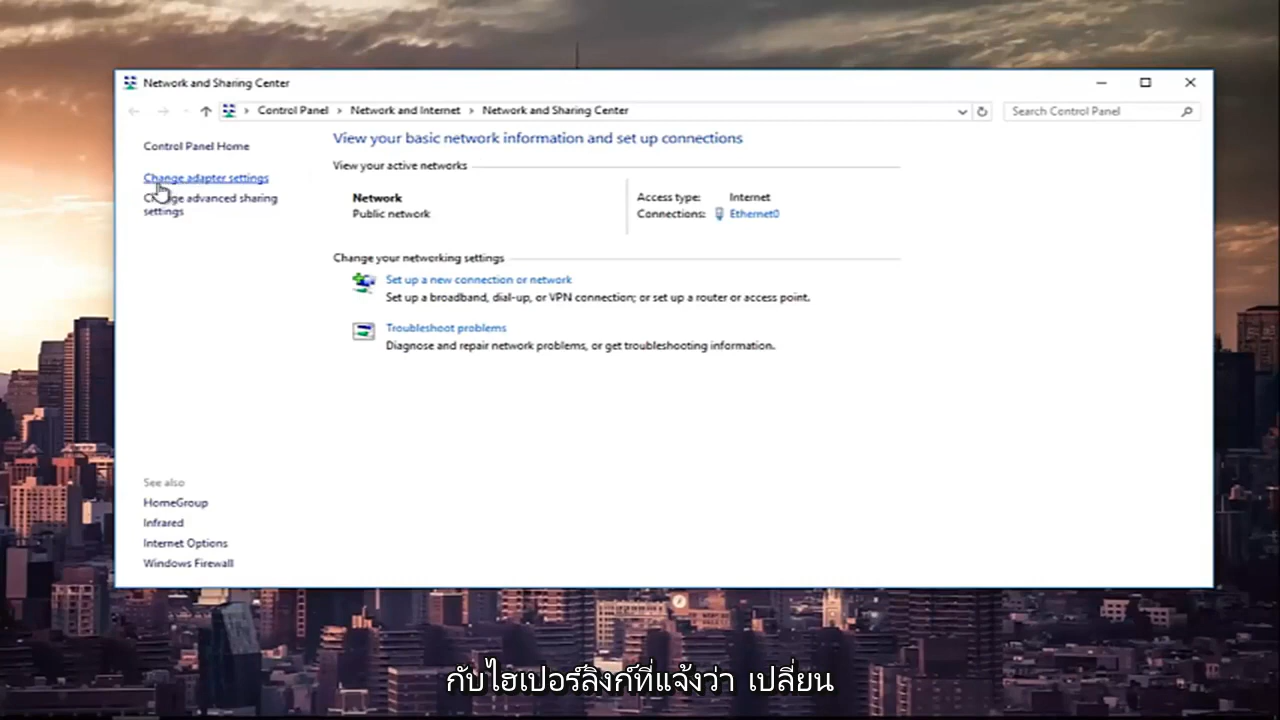 Network and Sharing Center
Control Panel > Network and Internet > Network and Sharing Center
Search Control Panel
Control Panel Home
Change adapter settings
Change advanced sharing
settings
View your basic network information and set up connections
View your active networks
Network
Public network
Access type: Internet
Connections: Ethernet0
Change your networking settings
Set up a new connection or network
Set up a broadband, dial-up, or VPN connection; or set up a router or access point.
Troubleshoot problems
Diagnose and repair network problems, or get troubleshooting information.
See also
HomeGroup
Infrared
Internet Options
Windows Firewall
กับไฮเปอร์ลิงก์ที่แจ้งว่า เปลี่ยน